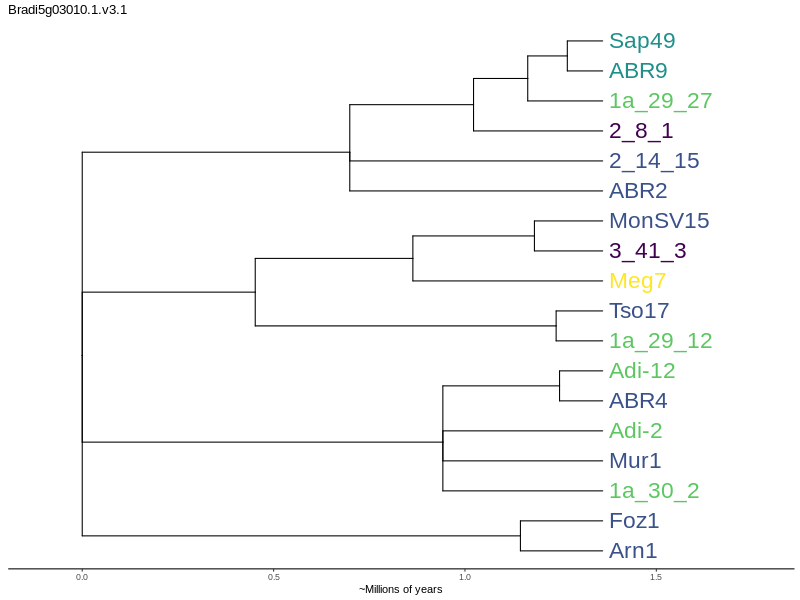 Bradi5g03010.1.v3.1
Sap49
ABR9
1a_29_27
2_8_1
2_14_15
ABR2
MonSV15
3_41_3
Meg7
Tso17
1a_29_12
Adi-12
ABR4
Adi-2
Mur1
1a_30_2
Foz1
Arn1
0.0 0.5 1.0 1.5
~Millions of years